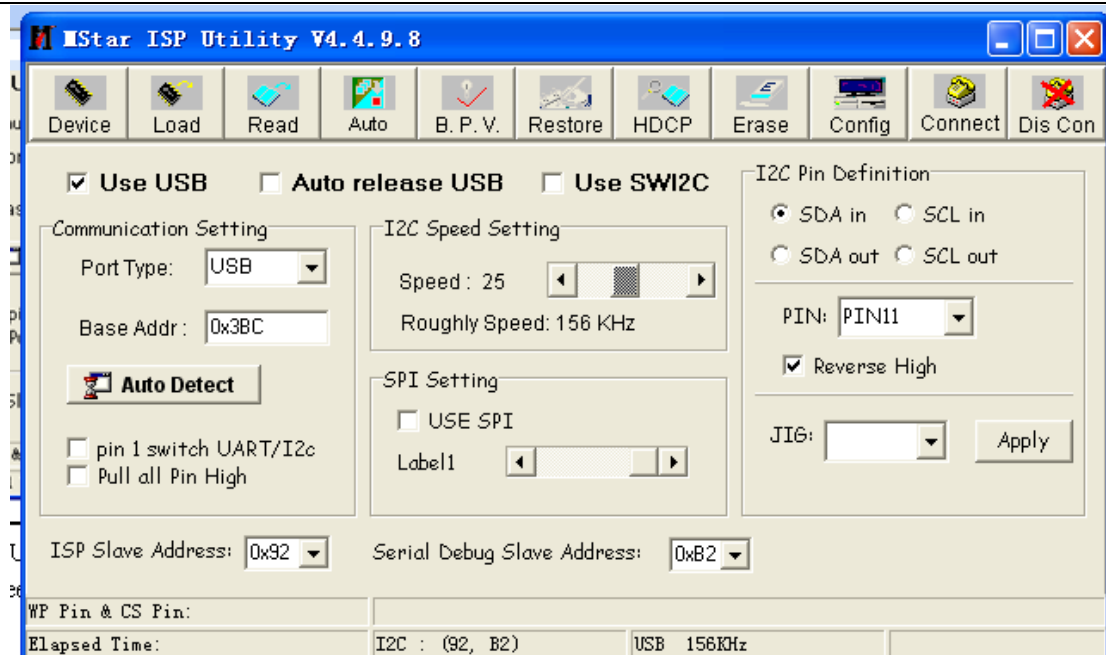 MStar ISP Utility V4.4.9.8
Device Load Read Auto B.P.V. Restore HDCP Erase Config Connect Dis Con
Use USB Auto release USB Use SWI2C
Communication Setting
Port Type: USB
Base Addr: 0x3BC
Auto Detect
pin 1 switch UART/I2c
Pull all Pin High
I2C Speed Setting
Speed: 25
Roughly Speed: 156 KHz
SPI Setting
USE SPI
Label1
I2C Pin Definition
SDA in SCL in
SDA out SCL out
PIN: PIN11
Reverse High
JIG: Apply
ISP Slave Address: 0x92 Serial Debug Slave Address: 0xB2
WP Pin & CS Pin:
Elapsed Time: I2C : (92, B2) USB 156KHz